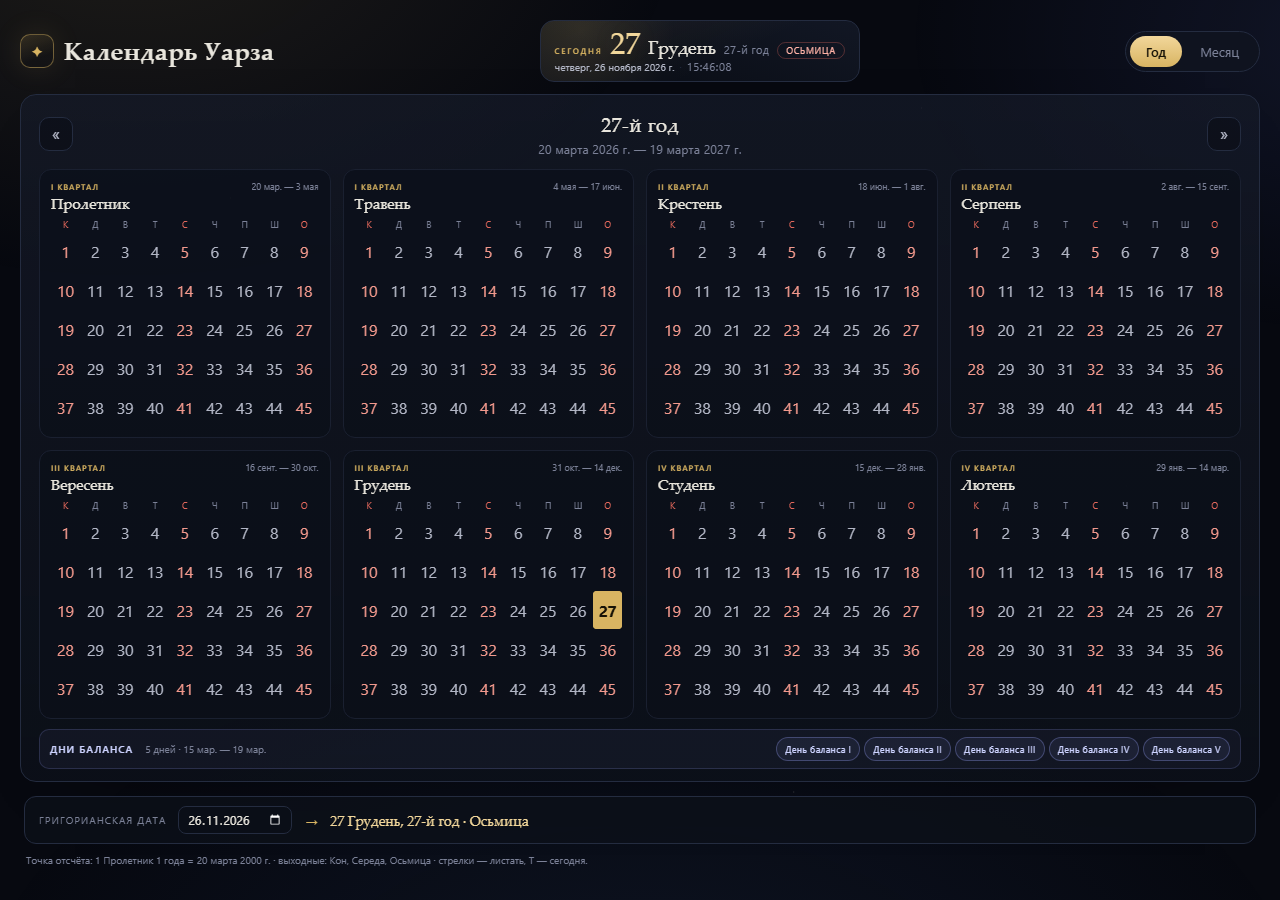 ✦ Календарь Уарза
СЕГОДНЯ 27 Грудень 27-й год ОСЬМИЦА
четверг, 26 ноября 2026 г. · 15:46:08
Год Месяц
« 27-й год »
20 марта 2026 г. — 19 марта 2027 г.
I КВАРТАЛ 20 мар. — 3 мая
Пролетник
К Д В Т С Ч П Ш О
1 2 3 4 5 6 7 8 9
10 11 12 13 14 15 16 17 18
19 20 21 22 23 24 25 26 27
28 29 30 31 32 33 34 35 36
37 38 39 40 41 42 43 44 45
I КВАРТАЛ 4 мая — 17 июн.
Травень
К Д В Т С Ч П Ш О
1 2 3 4 5 6 7 8 9
10 11 12 13 14 15 16 17 18
19 20 21 22 23 24 25 26 27
28 29 30 31 32 33 34 35 36
37 38 39 40 41 42 43 44 45
II КВАРТАЛ 18 июн. — 1 авг.
Крестень
К Д В Т С Ч П Ш О
1 2 3 4 5 6 7 8 9
10 11 12 13 14 15 16 17 18
19 20 21 22 23 24 25 26 27
28 29 30 31 32 33 34 35 36
37 38 39 40 41 42 43 44 45
II КВАРТАЛ 2 авг. — 15 сент.
Серпень
К Д В Т С Ч П Ш О
1 2 3 4 5 6 7 8 9
10 11 12 13 14 15 16 17 18
19 20 21 22 23 24 25 26 27
28 29 30 31 32 33 34 35 36
37 38 39 40 41 42 43 44 45
III КВАРТАЛ 16 сент. — 30 окт.
Вересень
К Д В Т С Ч П Ш О
1 2 3 4 5 6 7 8 9
10 11 12 13 14 15 16 17 18
19 20 21 22 23 24 25 26 27
28 29 30 31 32 33 34 35 36
37 38 39 40 41 42 43 44 45
III КВАРТАЛ 31 окт. — 14 дек.
Грудень
К Д В Т С Ч П Ш О
1 2 3 4 5 6 7 8 9
10 11 12 13 14 15 16 17 18
19 20 21 22 23 24 25 26 27
28 29 30 31 32 33 34 35 36
37 38 39 40 41 42 43 44 45
IV КВАРТАЛ 15 дек. — 28 янв.
Студень
К Д В Т С Ч П Ш О
1 2 3 4 5 6 7 8 9
10 11 12 13 14 15 16 17 18
19 20 21 22 23 24 25 26 27
28 29 30 31 32 33 34 35 36
37 38 39 40 41 42 43 44 45
IV КВАРТАЛ 29 янв. — 14 мар.
Лютень
К Д В Т С Ч П Ш О
1 2 3 4 5 6 7 8 9
10 11 12 13 14 15 16 17 18
19 20 21 22 23 24 25 26 27
28 29 30 31 32 33 34 35 36
37 38 39 40 41 42 43 44 45
ДНИ БАЛАНСА 5 дней · 15 мар. — 19 мар. День баланса I День баланса II День баланса III День баланса IV День баланса V
ГРИГОРИАНСКАЯ ДАТА 26.11.2026 → 27 Грудень, 27-й год · Осьмица
Точка отсчёта: 1 Пролетник 1 года = 20 марта 2000 г. · выходные: Кон, Середа, Осьмица · стрелки — листать, T — сегодня.